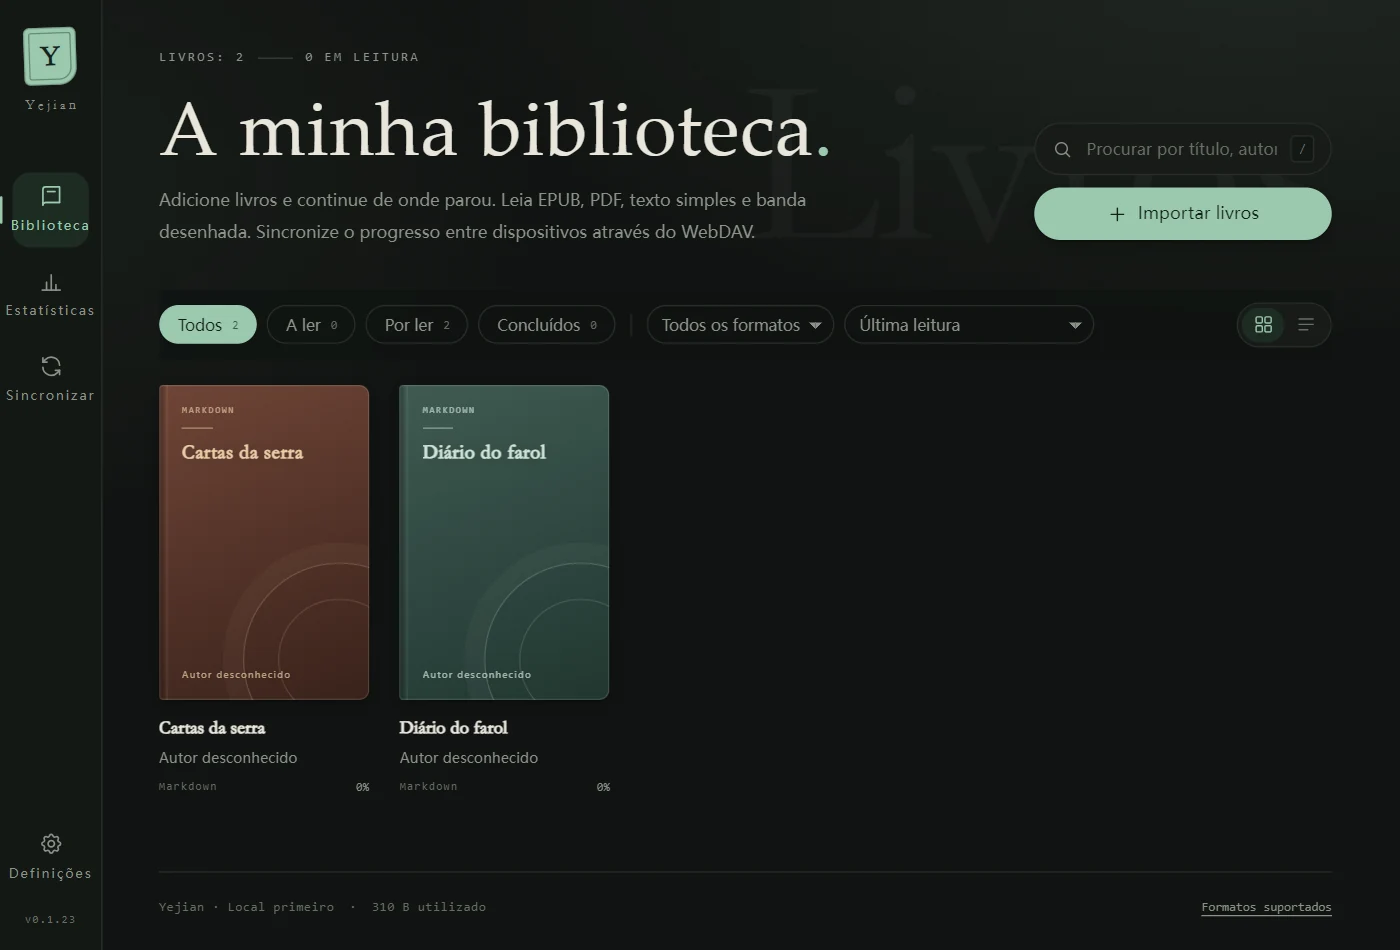 Y
Yejian
Biblioteca
Estatísticas
Sincronizar
Definições
v0.1.23
LIVROS: 2 0 EM LEITURA
A minha biblioteca.
Adicione livros e continue de onde parou. Leia EPUB, PDF, texto simples e banda
desenhada. Sincronize o progresso entre dispositivos através do WebDAV.
Procurar por título, autor /
+ Importar livros
Todos 2 A ler 0 Por ler 2 Concluídos 0 Todos os formatos Última leitura
MARKDOWN
Cartas da serra
Autor desconhecido
Cartas da serra
Autor desconhecido
Markdown 0%
MARKDOWN
Diário do farol
Autor desconhecido
Diário do farol
Autor desconhecido
Markdown 0%
Yejian · Local primeiro · 310 B utilizado
Formatos suportados